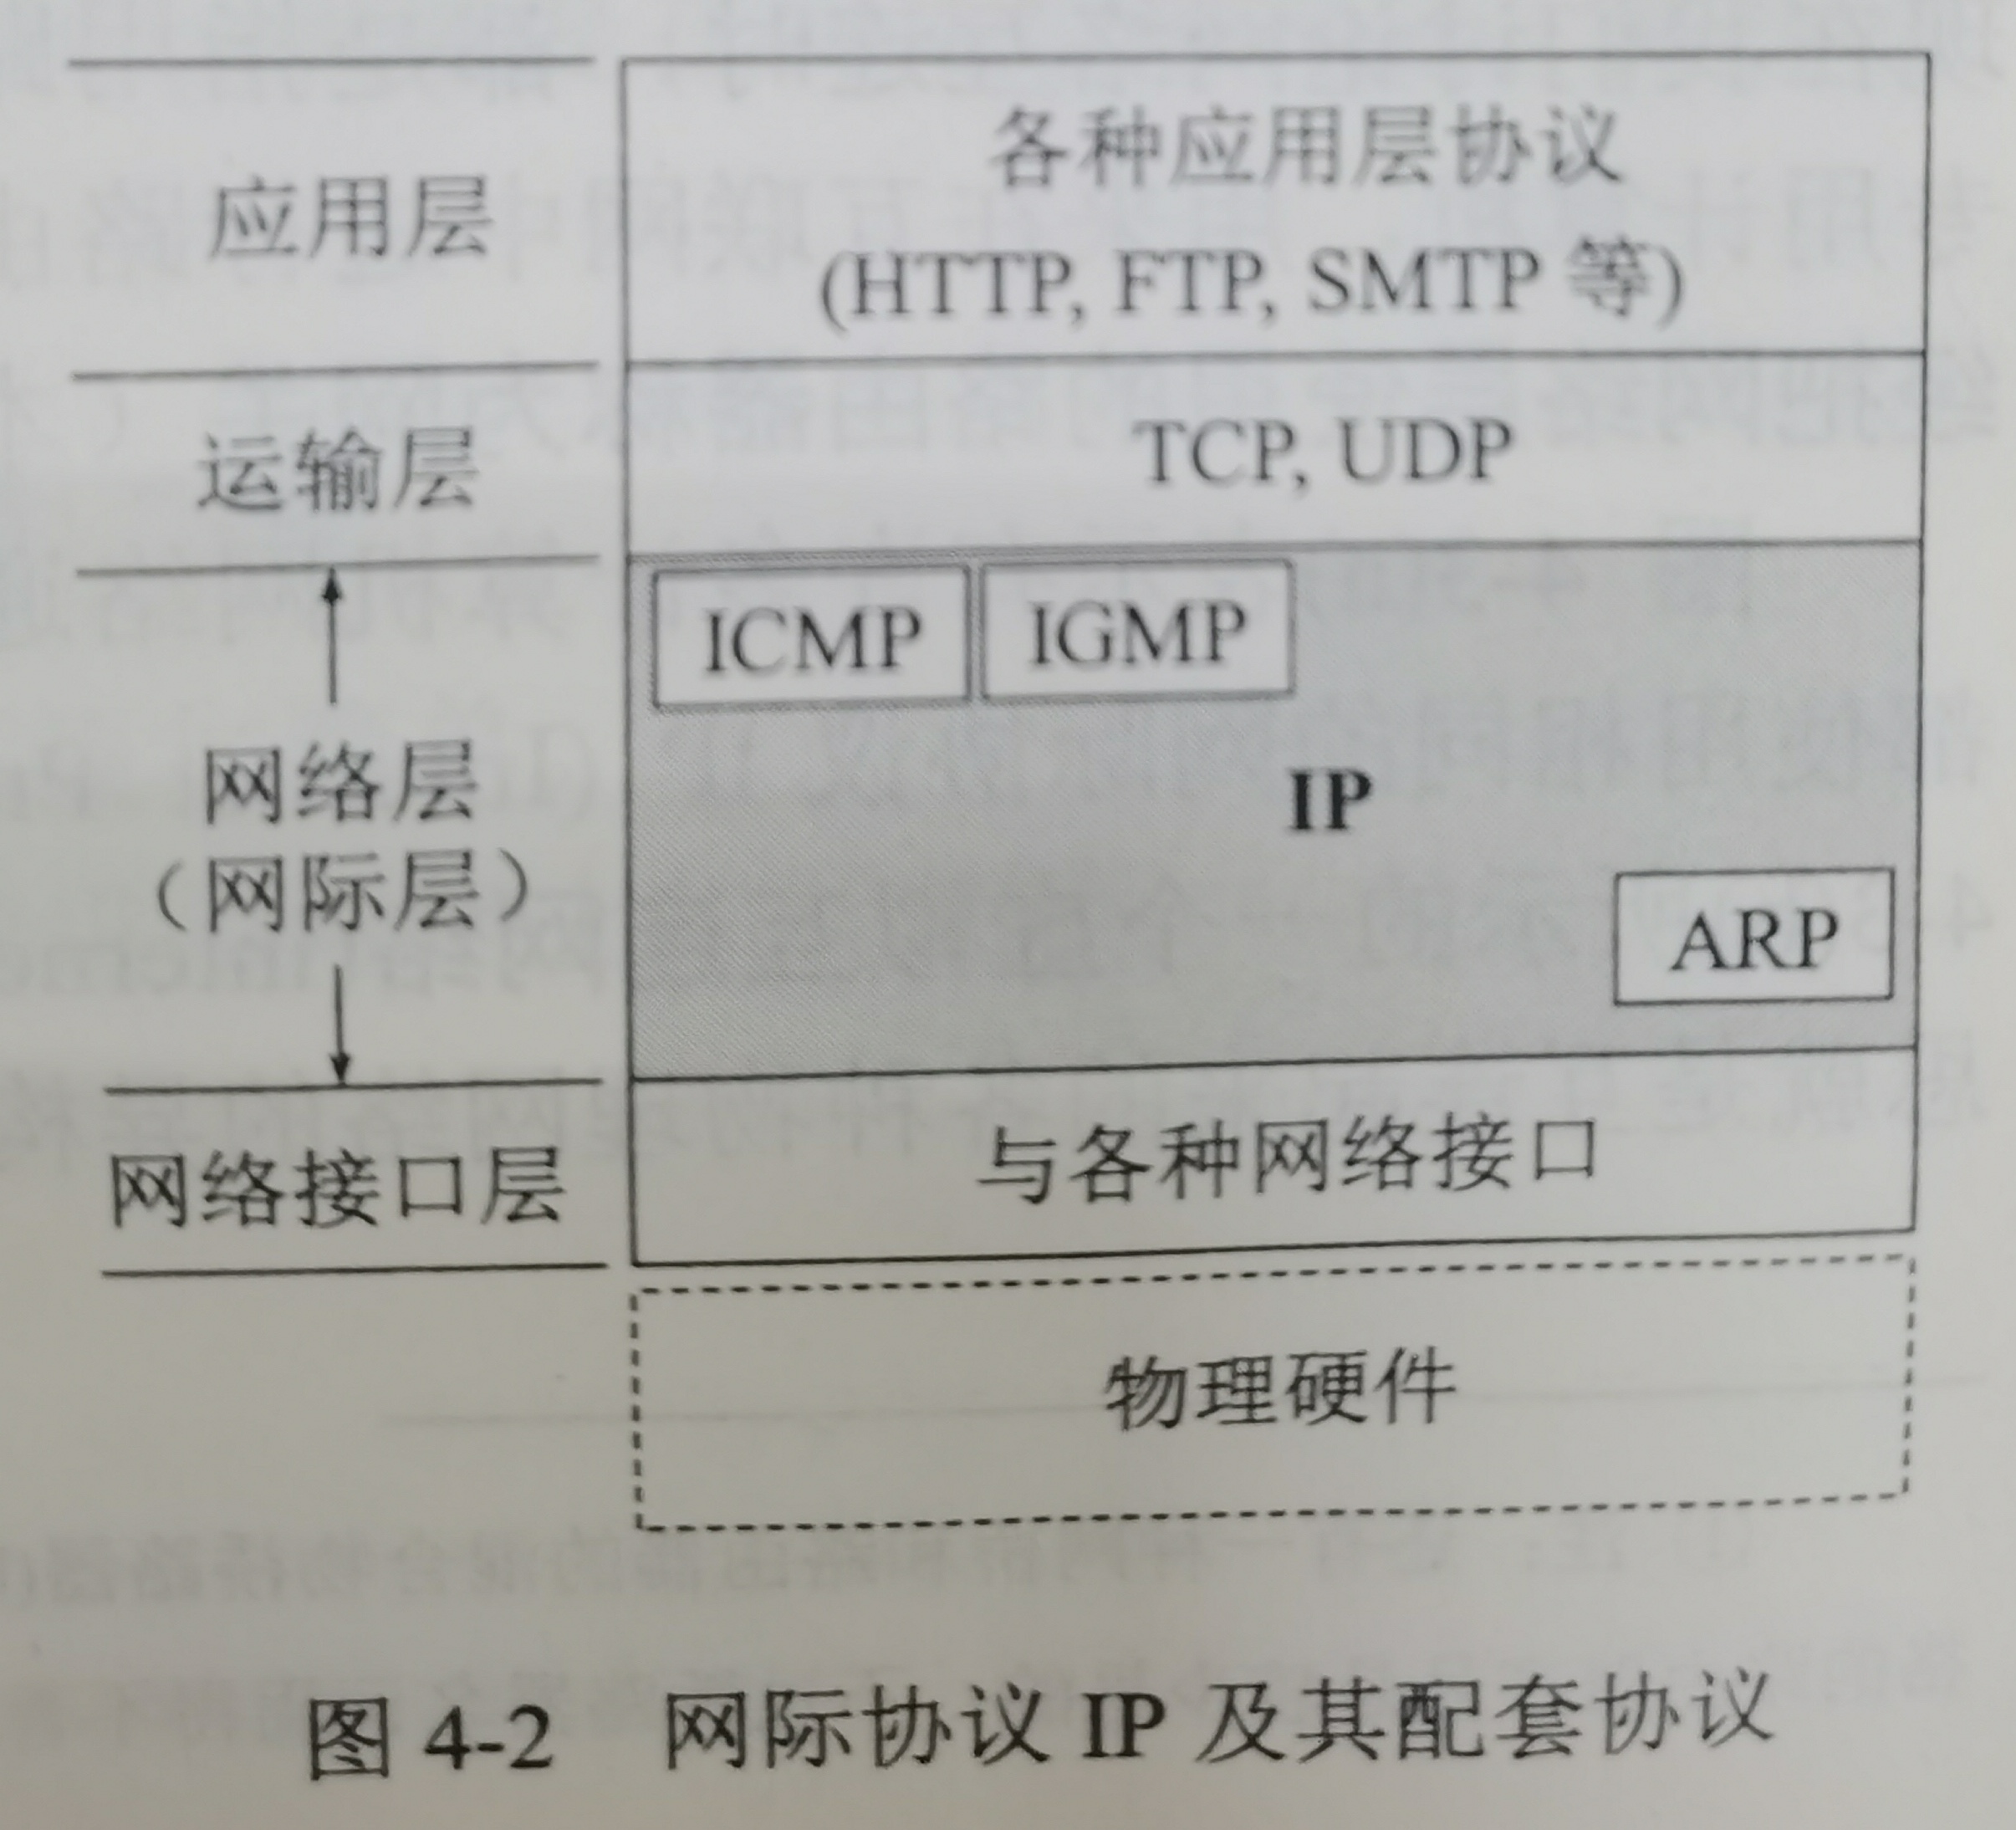 应用层
各种应用层协议
(HTTP, FTP, SMTP 等)
运输层
TCP, UDP
ICMP
IGMP
网络层
（网际层）
IP
ARP
网络接口层
与各种网络接口
物理硬件
图 4-2 网际协议 IP 及其配套协议